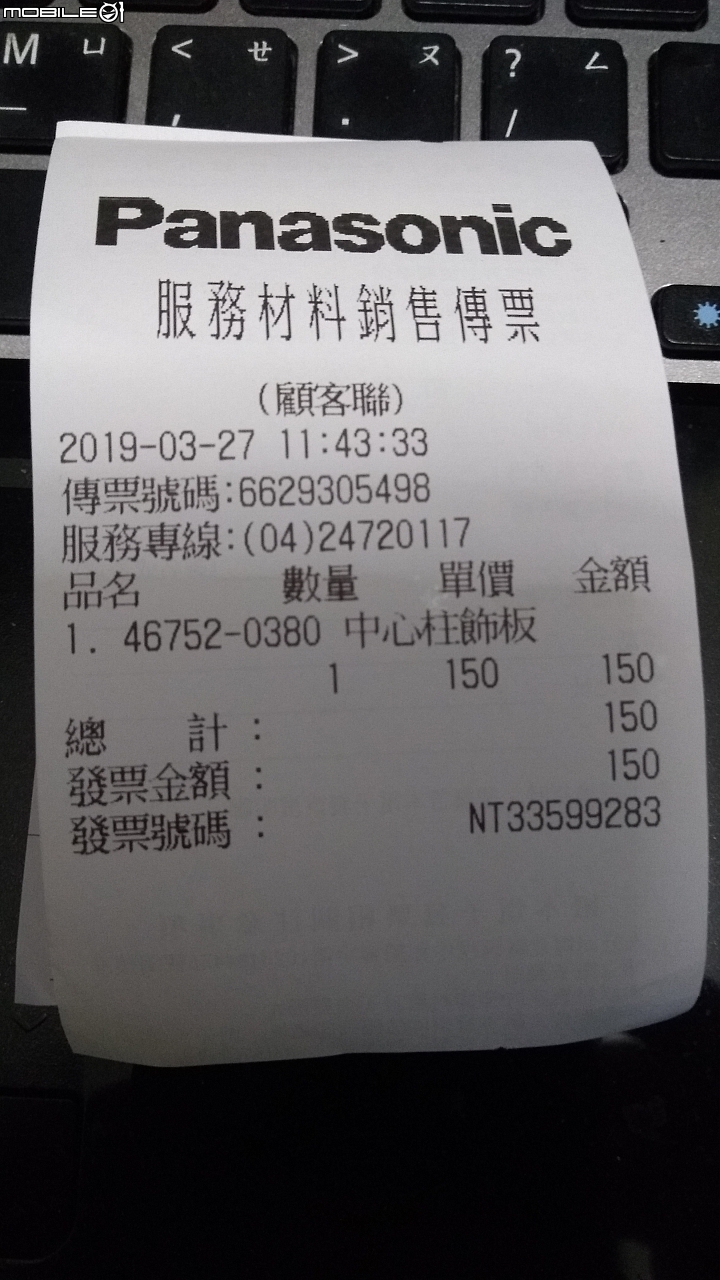 MOBILE01
M ㄩ
< ㄝ
,
> ㄡ
.
? ㄥ
/
Panasonic
服務材料銷售傳票
(顧客聯)
2019-03-27 11:43:33
傳票號碼:6629305498
服務專線:(04)24720117
品名 數量 單價 金額
1. 46752-0380 中心柱飾板
1 150 150
總 計 : 150
發票金額 : 150
發票號碼 : NT33599283